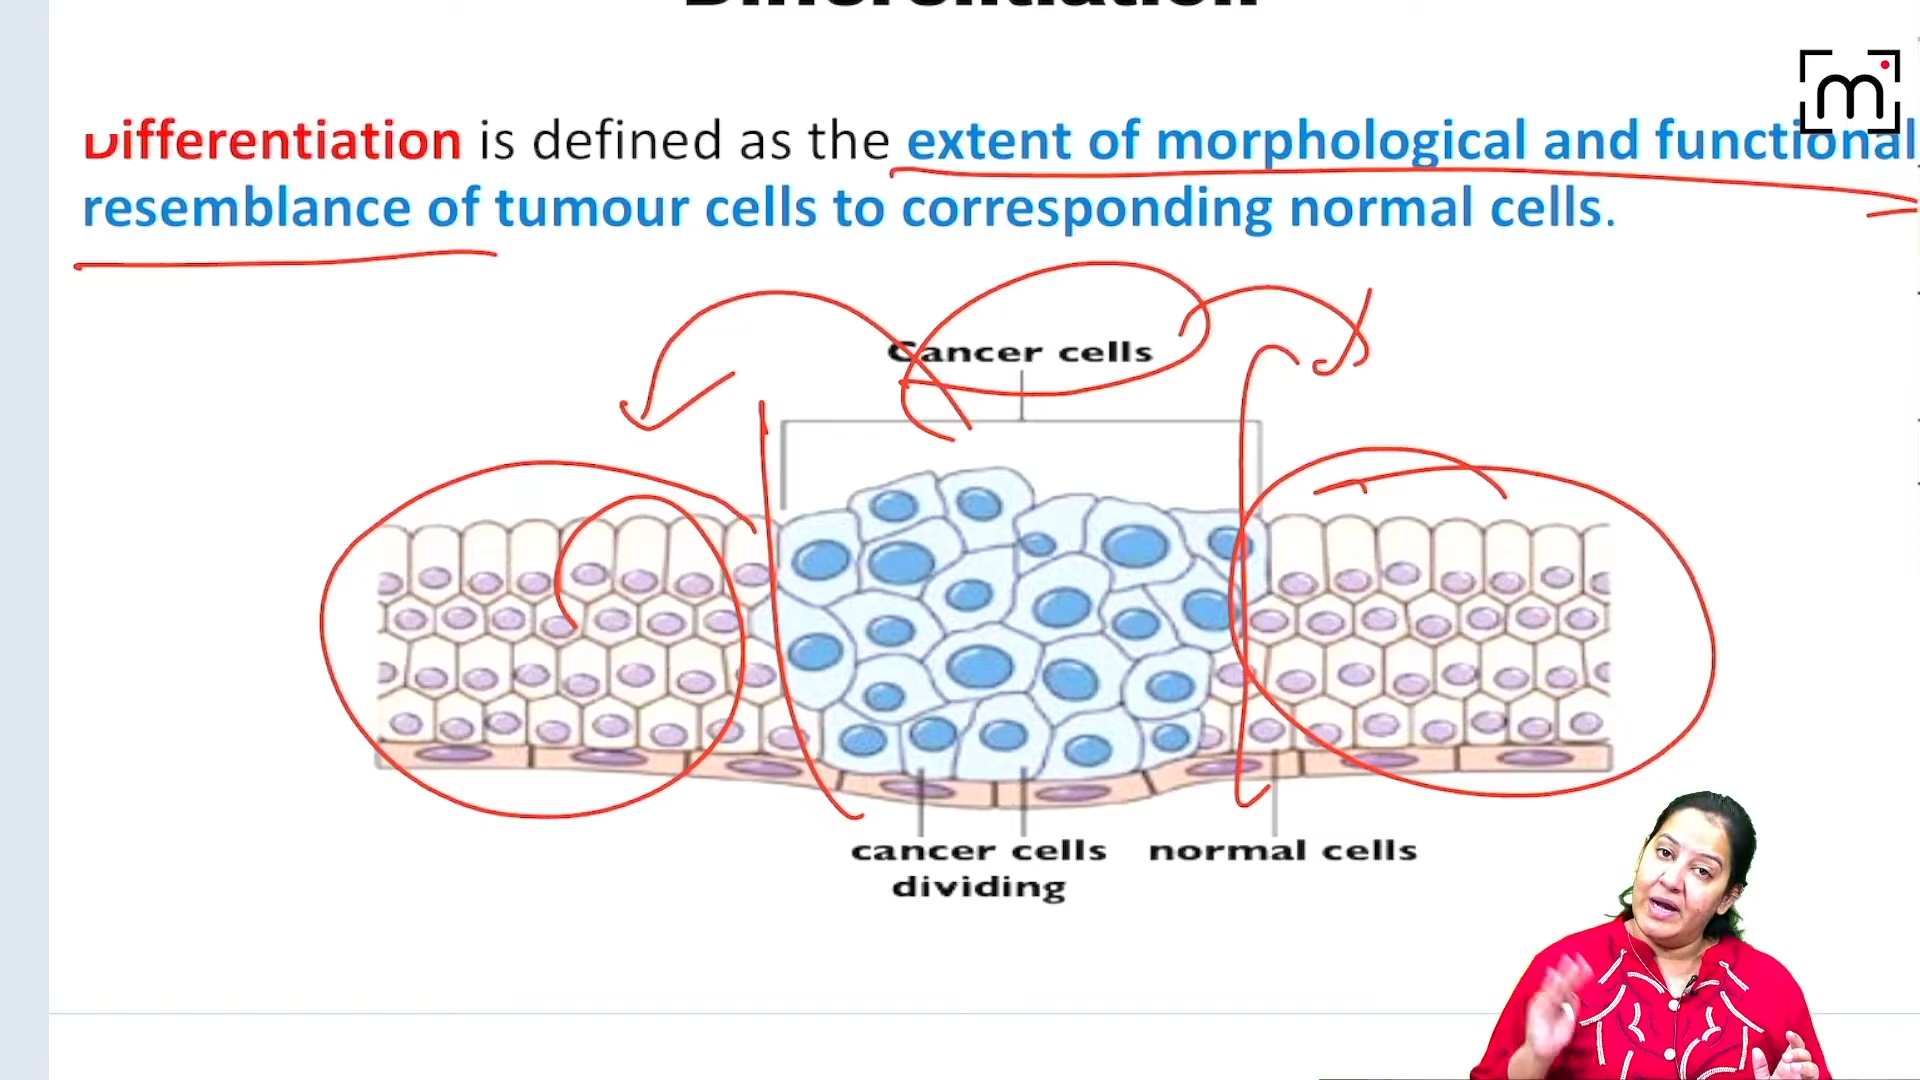 Differentiation
Differentiation is defined as the extent of morphological and functional
resemblance of tumour cells to corresponding normal cells.
Cancer cells
cancer cells normal cells
dividing
m